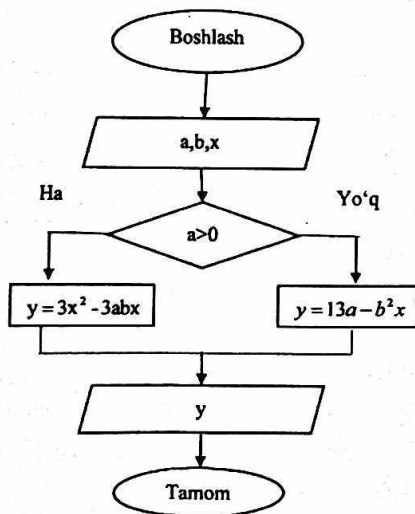 Boshlash
a,b,x
Ha
Yo‘q
a>0
y = 3x² -3abx
y = 13a − b²x
y
Tamom